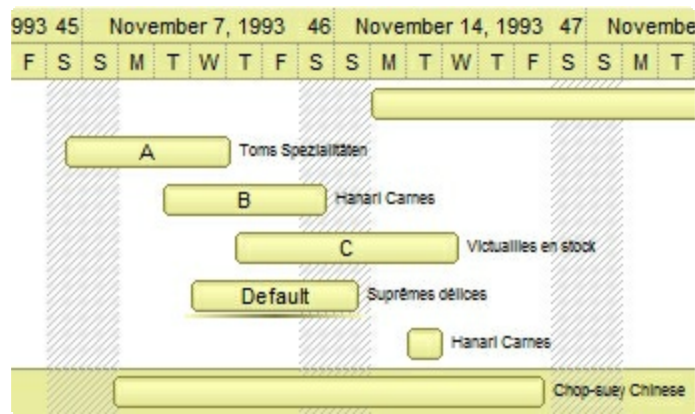 993 45 November 7, 1993 46 November 14, 1993 47 Novembe
F S S M T W T F S S M T W T F S S M T
A Toms Spezialitäten
B Hanari Carnes
C Victuailles en stock
Default Suprêmes délices
Hanari Carnes
Chop-suey Chinese